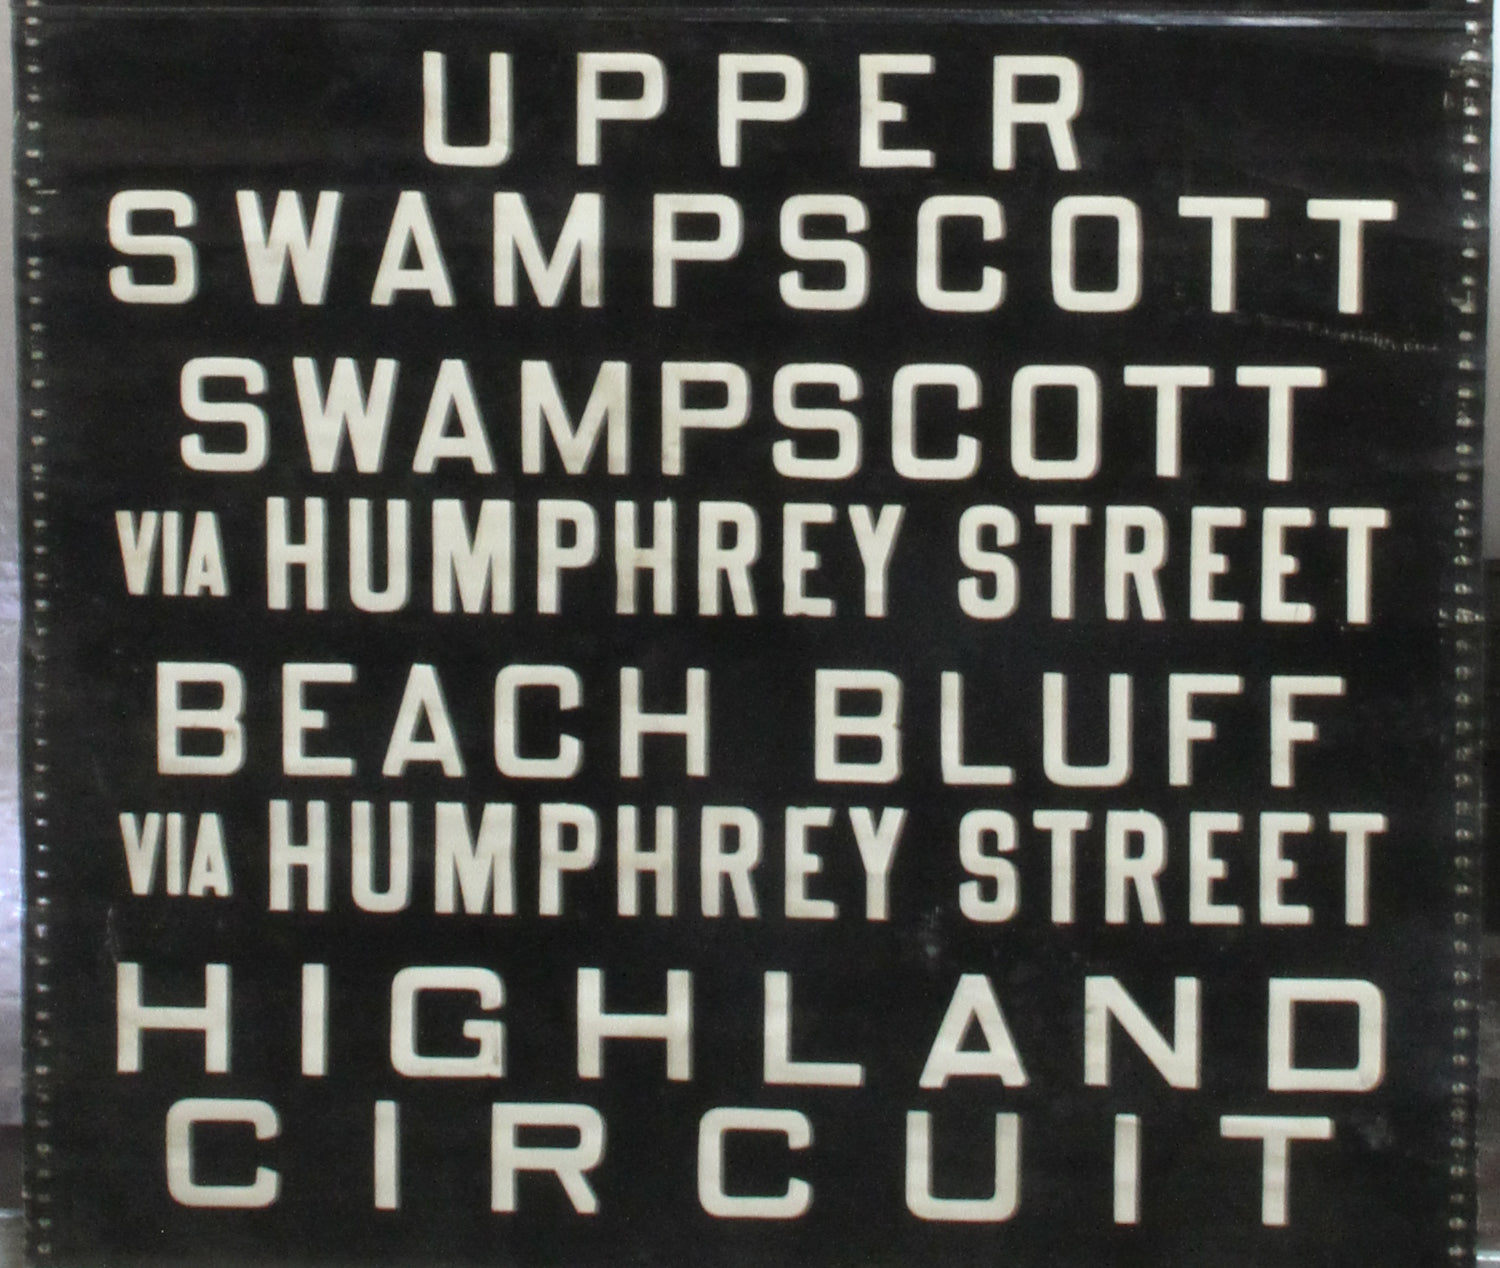 UPPER
SWAMPSCOTT
SWAMPSCOTT
VIA HUMPHREY STREET
BEACH BLUFF
VIA HUMPHREY STREET
HIGHLAND
CIRCUIT